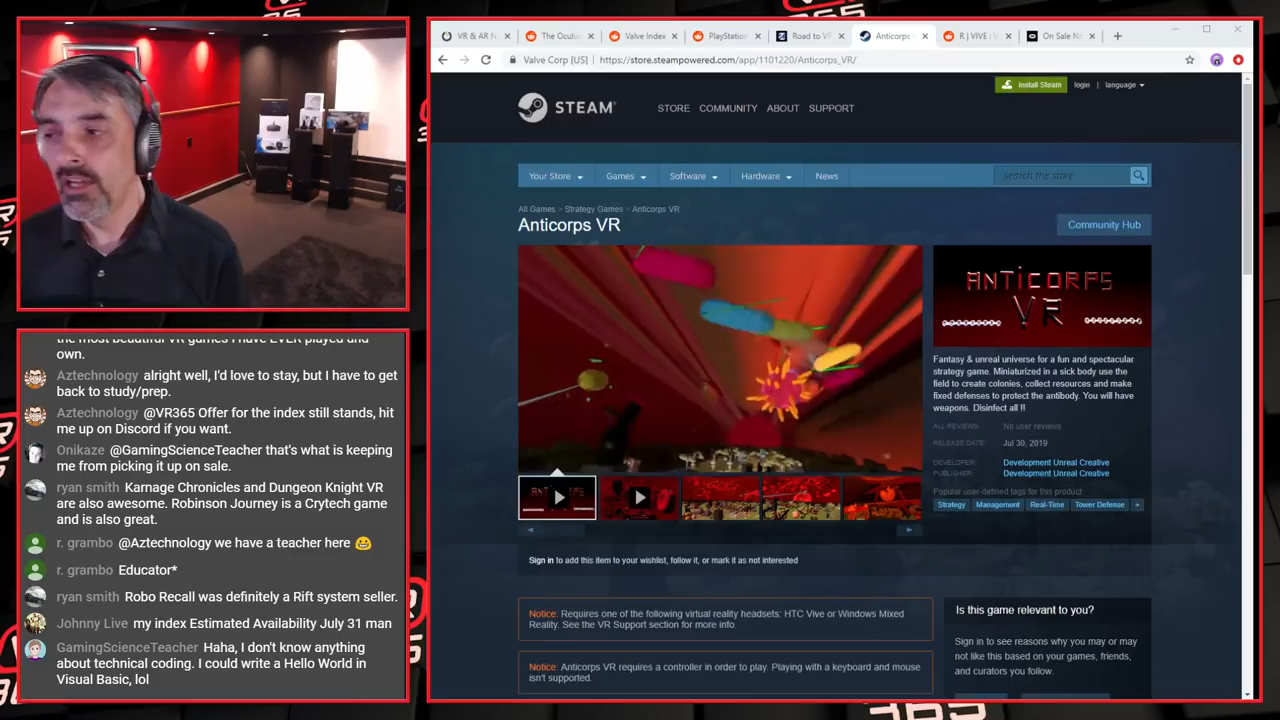 VR & AR N
The Oculus
Valve Index
PlayStation
Road to VR
Anticorps V
R | VIVE : V
On Sale No
Valve Corp [US] | https://store.steampowered.com/app/1101220/Anticorps_VR/
Install Steam login | language
STEAM STORE COMMUNITY ABOUT SUPPORT
Your Store Games Software Hardware News search the store
All Games > Strategy Games > Anticorps VR
Anticorps VR
Community Hub
ANTICORPS
VR
Fantasy & unreal universe for a fun and spectacular
strategy game. Miniaturized in a sick body use the
field to create colonies, collect resources and make
fixed defenses to protect the antibody. You will have
weapons. Disinfect all !!
ALL REVIEWS: No user reviews
RELEASE DATE: Jul 30, 2019
DEVELOPER: Development Unreal Creative
PUBLISHER: Development Unreal Creative
Popular user-defined tags for this product
Strategy Management Real-Time Tower Defense +
Sign in to add this item to your wishlist, follow it, or mark it as not interested
Notice: Requires one of the following virtual reality headsets: HTC Vive or Windows Mixed
Reality. See the VR Support section for more info.
Notice: Anticorps VR requires a controller in order to play. Playing with a keyboard and mouse
isn't supported.
Is this game relevant to you?
Sign in to see reasons why you may or may
not like this based on your games, friends,
and curators you follow.
the most beautiful VR games I have EVER played and
own.
Aztechnology alright well, I'd love to stay, but I have to get
back to study/prep.
Aztechnology @VR365 Offer for the index still stands, hit
me up on Discord if you want.
Onikaze @GamingScienceTeacher that's what is keeping
me from picking it up on sale.
ryan smith Karnage Chronicles and Dungeon Knight VR
are also awesome. Robinson Journey is a Crytech game
and is also great.
r. grambo @Aztechnology we have a teacher here 😀
r. grambo Educator*
ryan smith Robo Recall was definitely a Rift system seller.
Johnny Live my index Estimated Availability July 31 man
GamingScienceTeacher Haha, I don't know anything
about technical coding. I could write a Hello World in
Visual Basic, lol